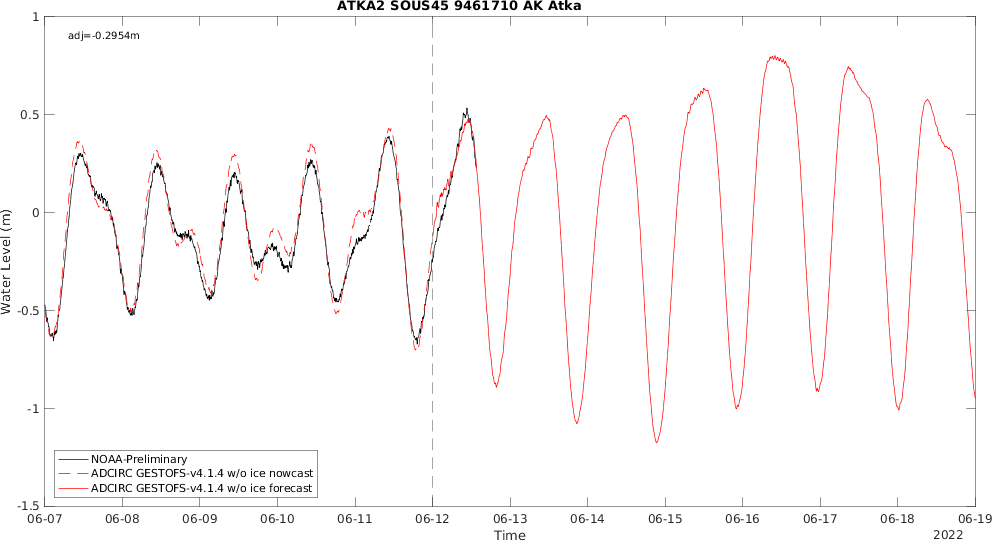 ATKA2 SOUS45 9461710 AK Atka
adj=-0.2954m
1
0.5
0
-0.5
-1
-1.5
Water Level (m)
NOAA-Preliminary
ADCIRC GESTOFS-v4.1.4 w/o ice nowcast
ADCIRC GESTOFS-v4.1.4 w/o ice forecast
06-07 06-08 06-09 06-10 06-11 06-12 06-13 06-14 06-15 06-16 06-17 06-18 06-19
Time
2022